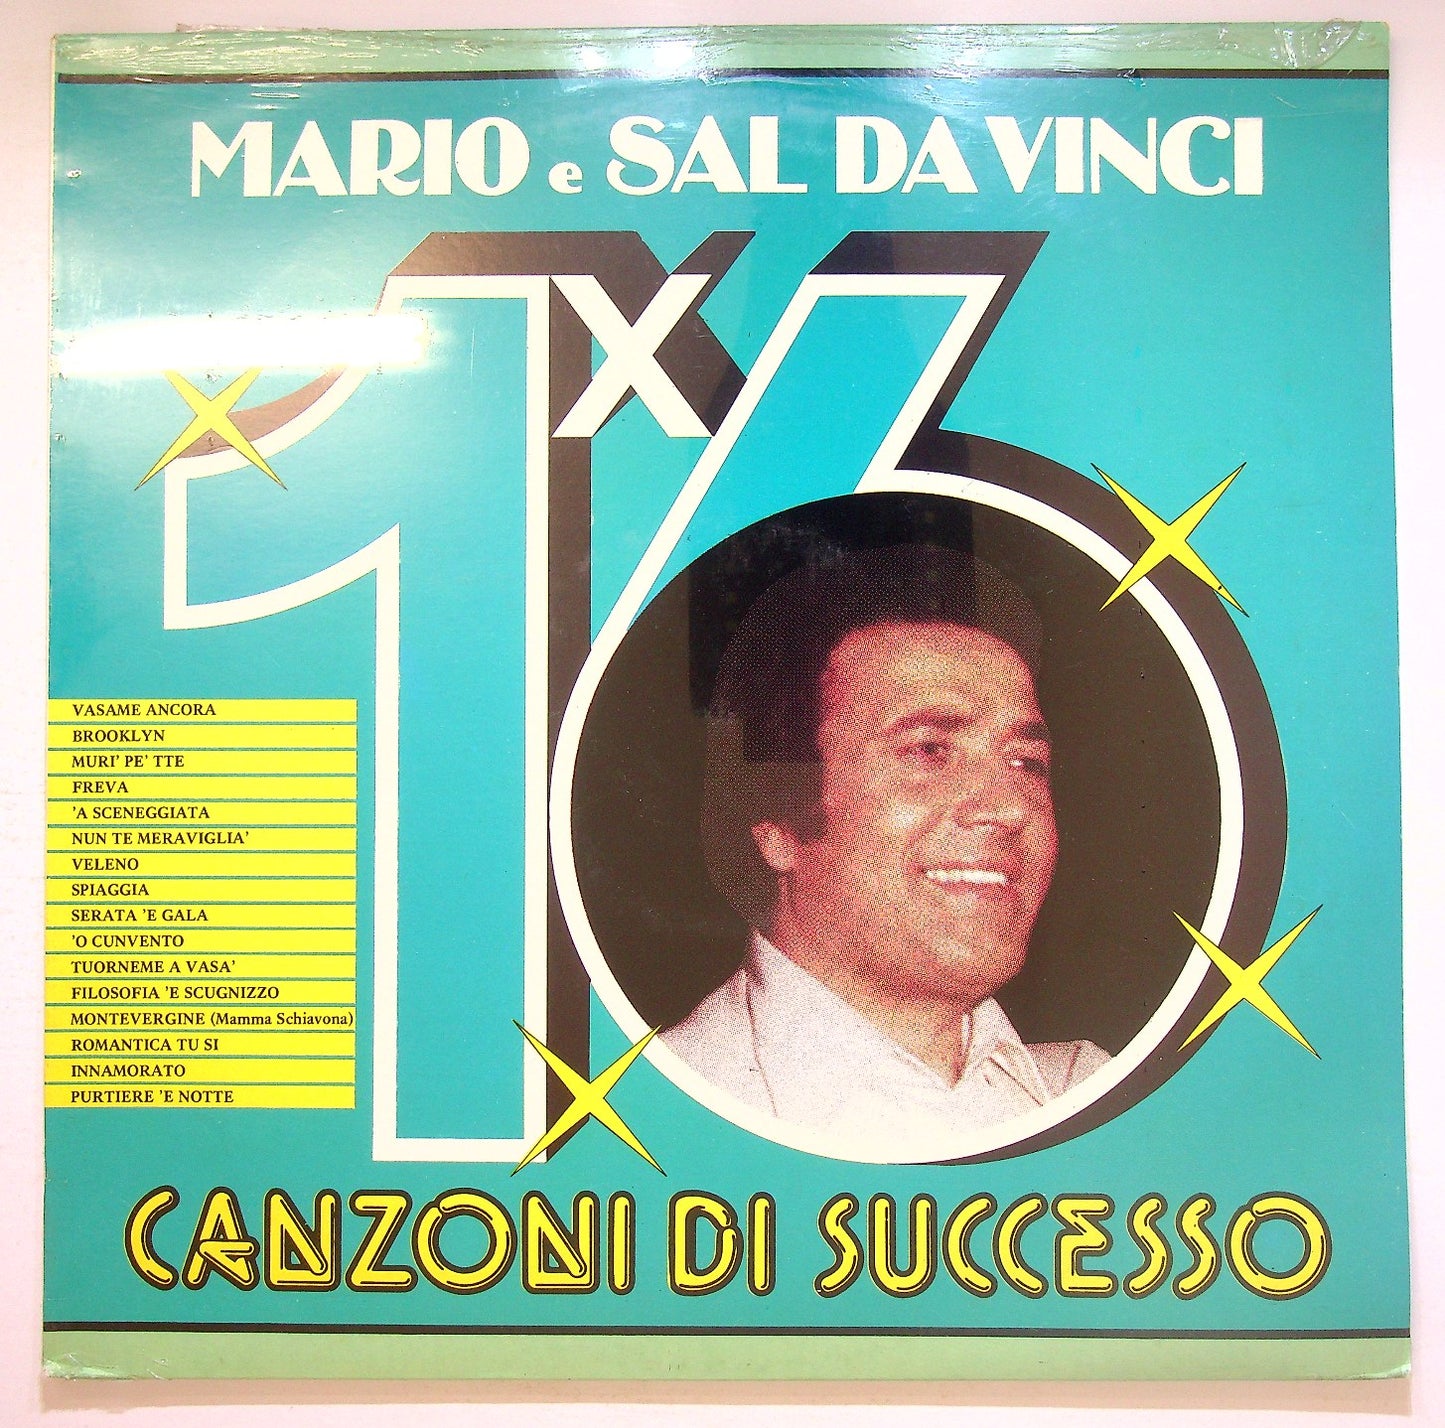 MARIO e SAL DA VINCI
1X16
VASAME ANCORA
BROOKLYN
MURI' PE' TTE
FREVA
'A SCENEGGIATA
NUN TE MERAVIGLIA'
VELENO
SPIAGGIA
SERATA 'E GALA
'O CUNVENTO
TUORNEME A VASA'
FILOSOFIA 'E SCUGNIZZO
MONTEVERGINE (Mamma Schiavona)
ROMANTICA TU SI
INNAMORATO
PURTIERE 'E NOTTE
CANZONI DI SUCCESSO